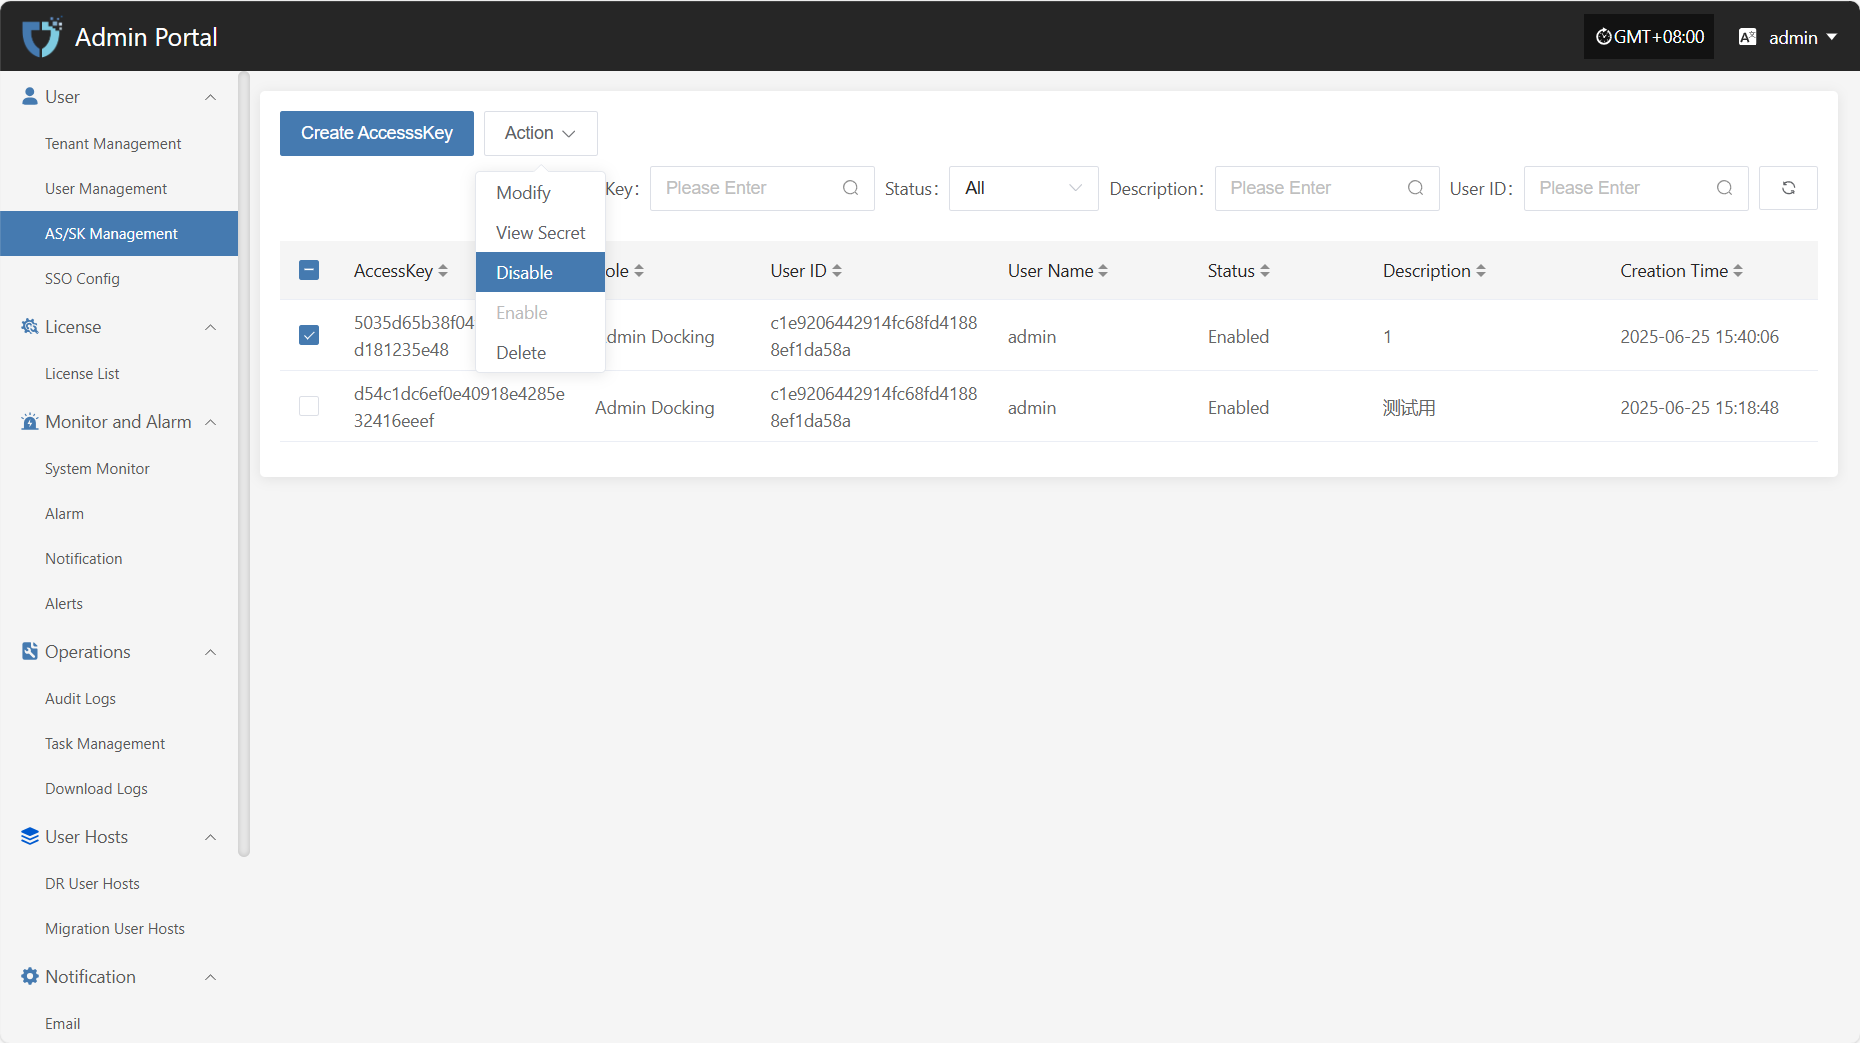 Admin Portal
GMT+08:00
admin
User
Tenant Management
User Management
AS/SK Management
SSO Config
License
License List
Monitor and Alarm
System Monitor
Alarm
Notification
Alerts
Operations
Audit Logs
Task Management
Download Logs
User Hosts
DR User Hosts
Migration User Hosts
Notification
Email
Create AccesssKey
Action
Modify
View Secret
Disable
Enable
Delete
Key:
Please Enter
Status:
All
Description:
Please Enter
User ID:
Please Enter
AccessKey
ole
User ID
User Name
Status
Description
Creation Time
5035d65b38f04
d181235e48
dmin Docking
c1e9206442914fc68fd4188
8ef1da58a
admin
Enabled
1
2025-06-25 15:40:06
d54c1dc6ef0e40918e4285e
32416eeef
Admin Docking
c1e9206442914fc68fd4188
8ef1da58a
admin
Enabled
测试用
2025-06-25 15:18:48